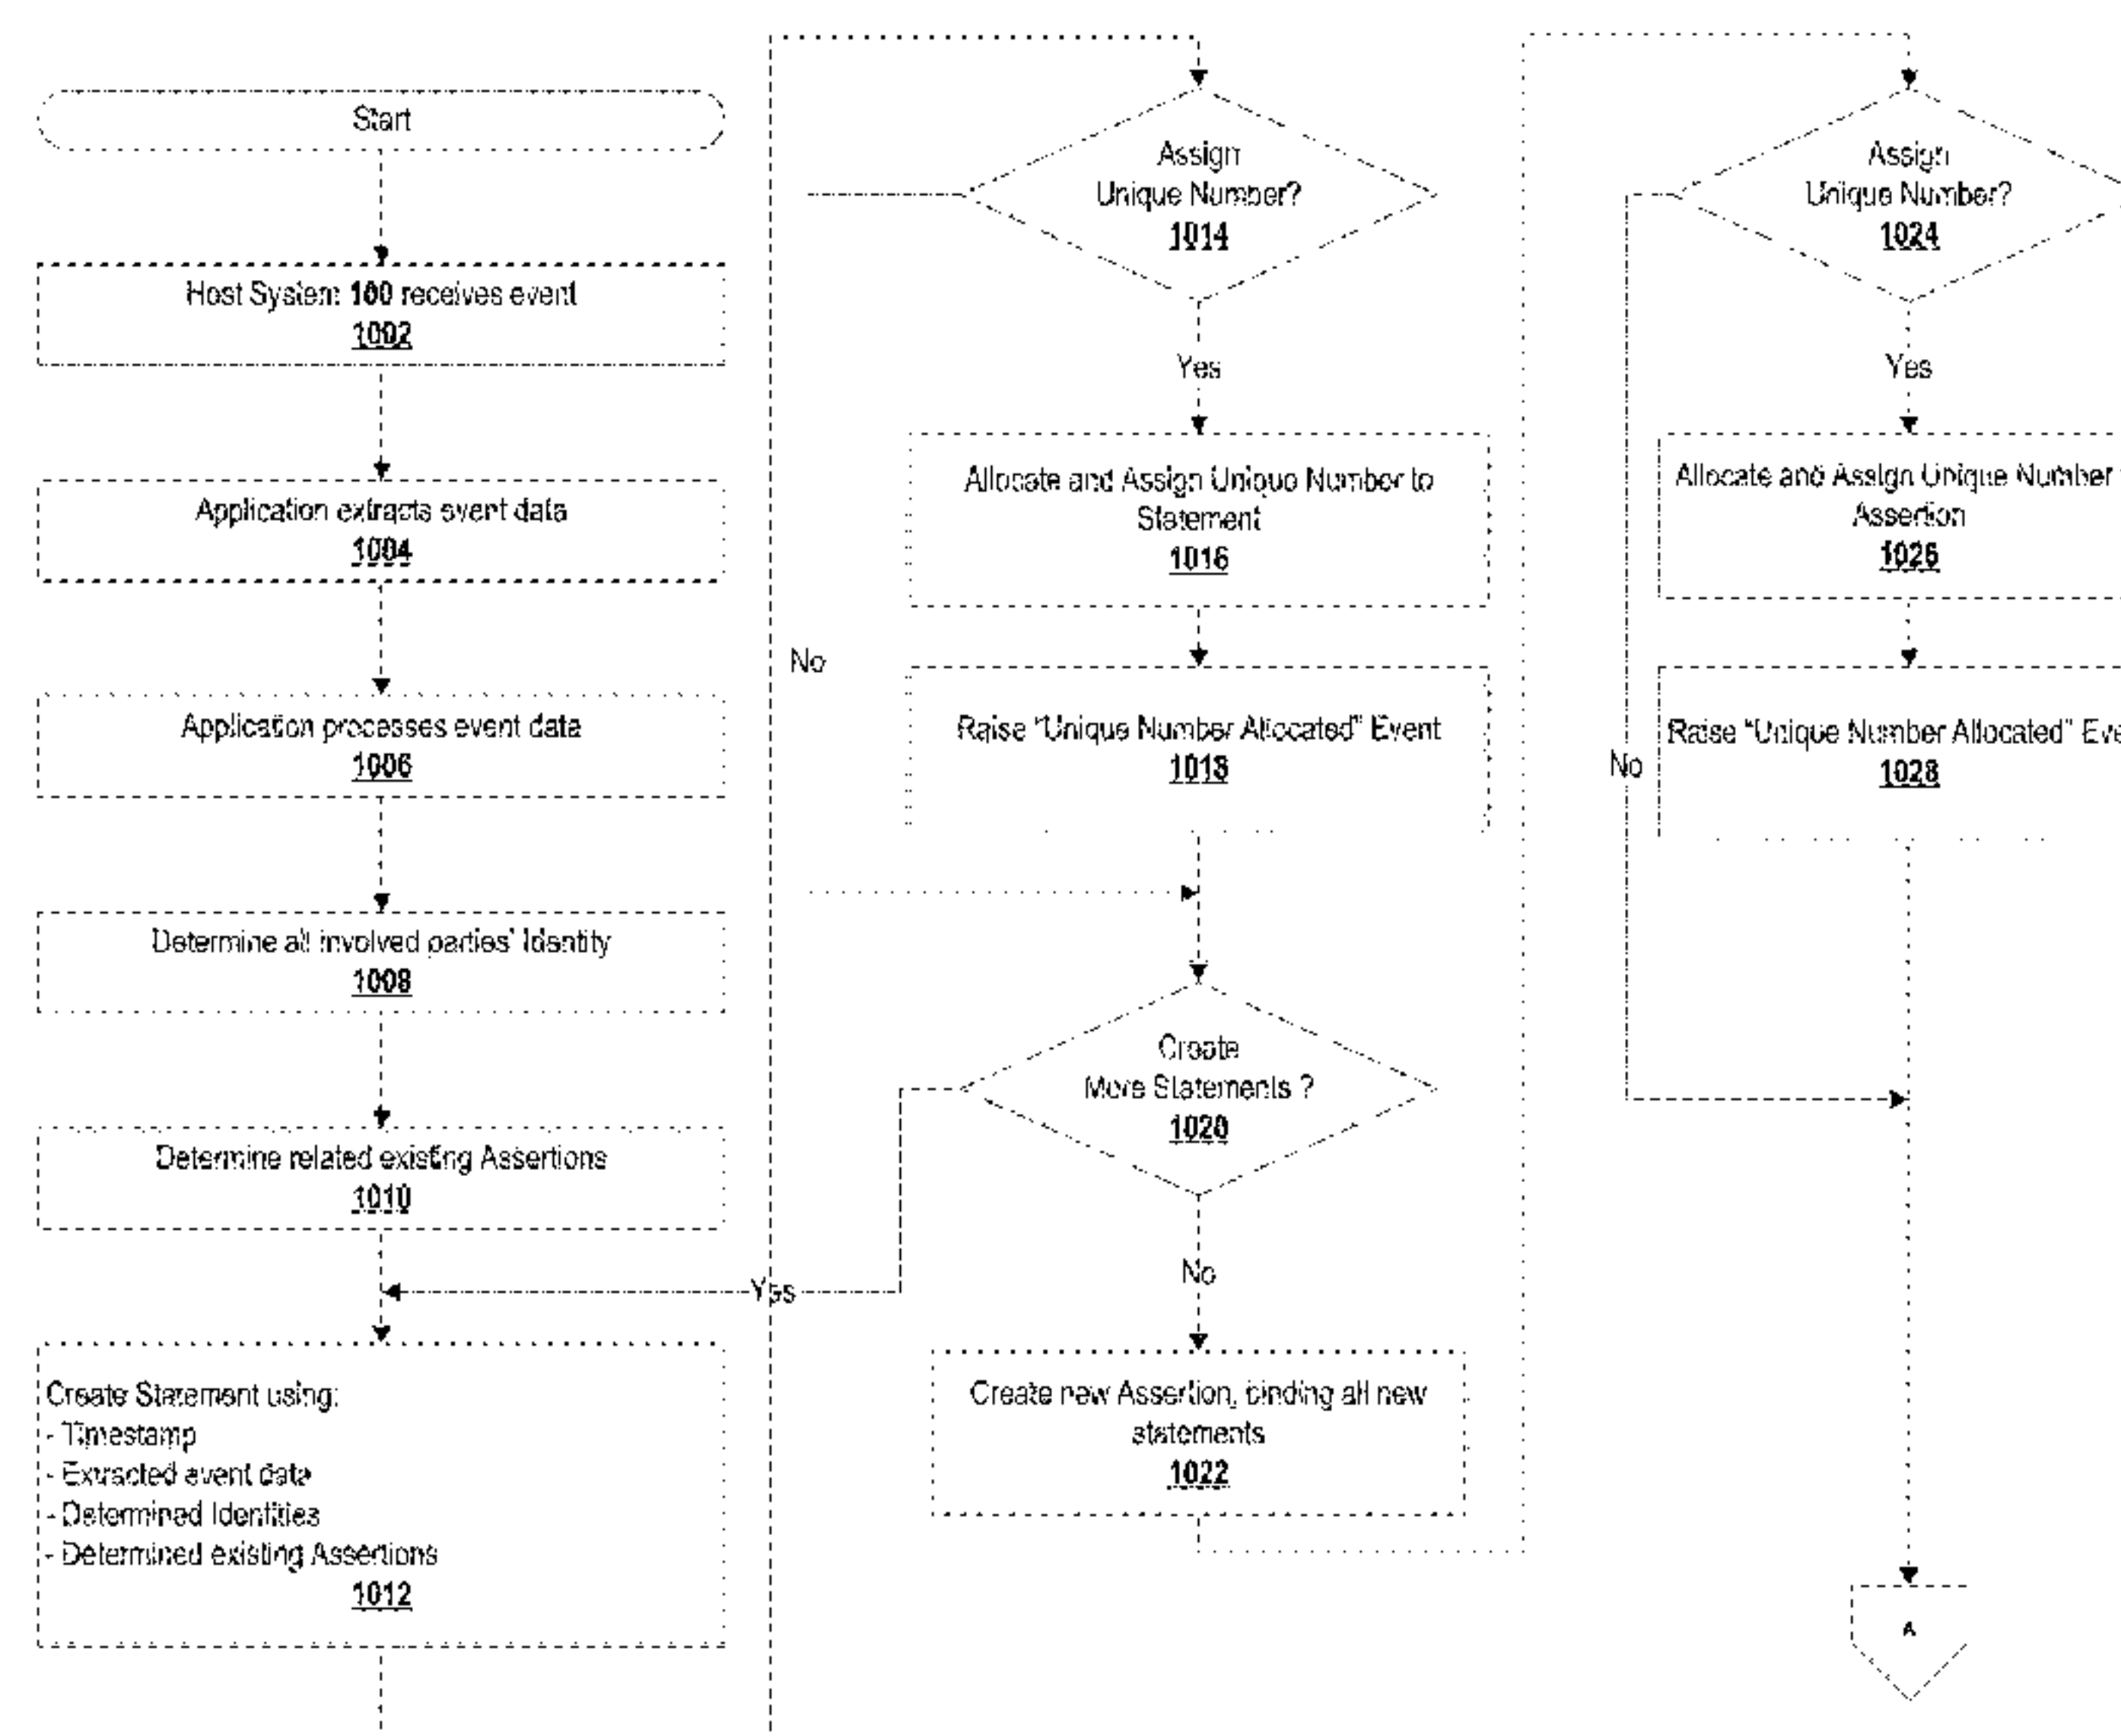 Start
Host System 100 receives event
1002
Application extracts event data
1004
Application processes event data
1006
Determine all involved parties' Identity
1008
Determine related existing Assertions
1010
Create Statement using:
- Timestamp
- Extracted event data
- Determined Identities
- Determined existing Assertions
1012
Assign
Unique Number?
1014
Yes
No
Allocate and Assign Unique Number to
Statement
1016
Raise "Unique Number Allocated" Event
1018
Create
More Statements ?
1020
Yes
No
Create new Assertion, binding all new
statements
1022
Assign
Unique Number?
1024
Yes
No
Allocate and Assign Unique Number
Assertion
1026
Raise "Unique Number Allocated"
1028
A